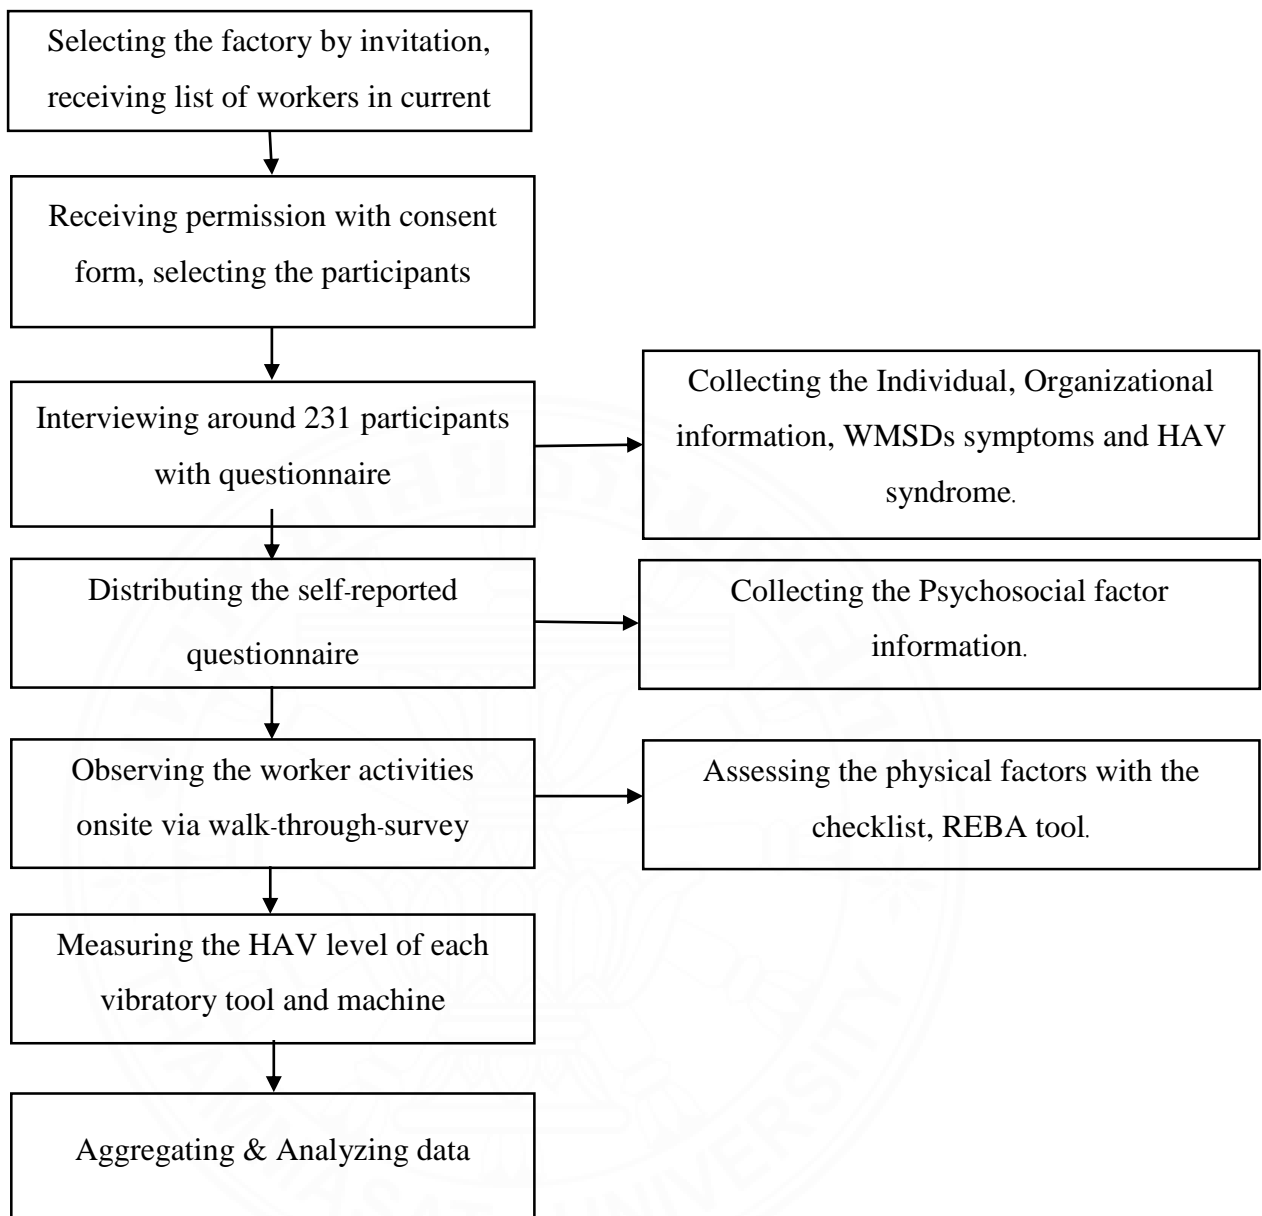 Selecting the factory by invitation,
receiving list of workers in current
Receiving permission with consent
form, selecting the participants
Interviewing around 231 participants
with questionnaire
Collecting the Individual, Organizational
information, WMSDs symptoms and HAV
syndrome.
Distributing the self-reported
questionnaire
Collecting the Psychosocial factor
information.
Observing the worker activities
onsite via walk-through-survey
Assessing the physical factors with the
checklist, REBA tool.
Measuring the HAV level of each
vibratory tool and machine
Aggregating & Analyzing data
THAMMASAT UNIVERSITY